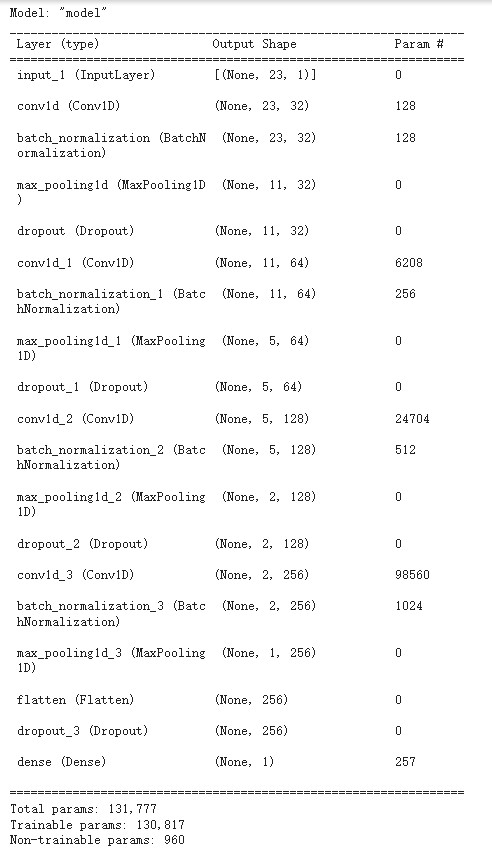 Model: "model"
Layer (type) Output Shape Param #
input_1 (InputLayer) [(None, 23, 1)] 0
conv1d (Conv1D) (None, 23, 32) 128
batch_normalization (BatchN (None, 23, 32) 128
ormalization)
max_pooling1d (MaxPooling1D (None, 11, 32) 0
)
dropout (Dropout) (None, 11, 32) 0
conv1d_1 (Conv1D) (None, 11, 64) 6208
batch_normalization_1 (Batc (None, 11, 64) 256
hNormalization)
max_pooling1d_1 (MaxPooling (None, 5, 64) 0
1D)
dropout_1 (Dropout) (None, 5, 64) 0
conv1d_2 (Conv1D) (None, 5, 128) 24704
batch_normalization_2 (Batc (None, 5, 128) 512
hNormalization)
max_pooling1d_2 (MaxPooling (None, 2, 128) 0
1D)
dropout_2 (Dropout) (None, 2, 128) 0
conv1d_3 (Conv1D) (None, 2, 256) 98560
batch_normalization_3 (Batc (None, 2, 256) 1024
hNormalization)
max_pooling1d_3 (MaxPooling (None, 1, 256) 0
1D)
flatten (Flatten) (None, 256) 0
dropout_3 (Dropout) (None, 256) 0
dense (Dense) (None, 1) 257
Total params: 131,777
Trainable params: 130,817
Non-trainable params: 960